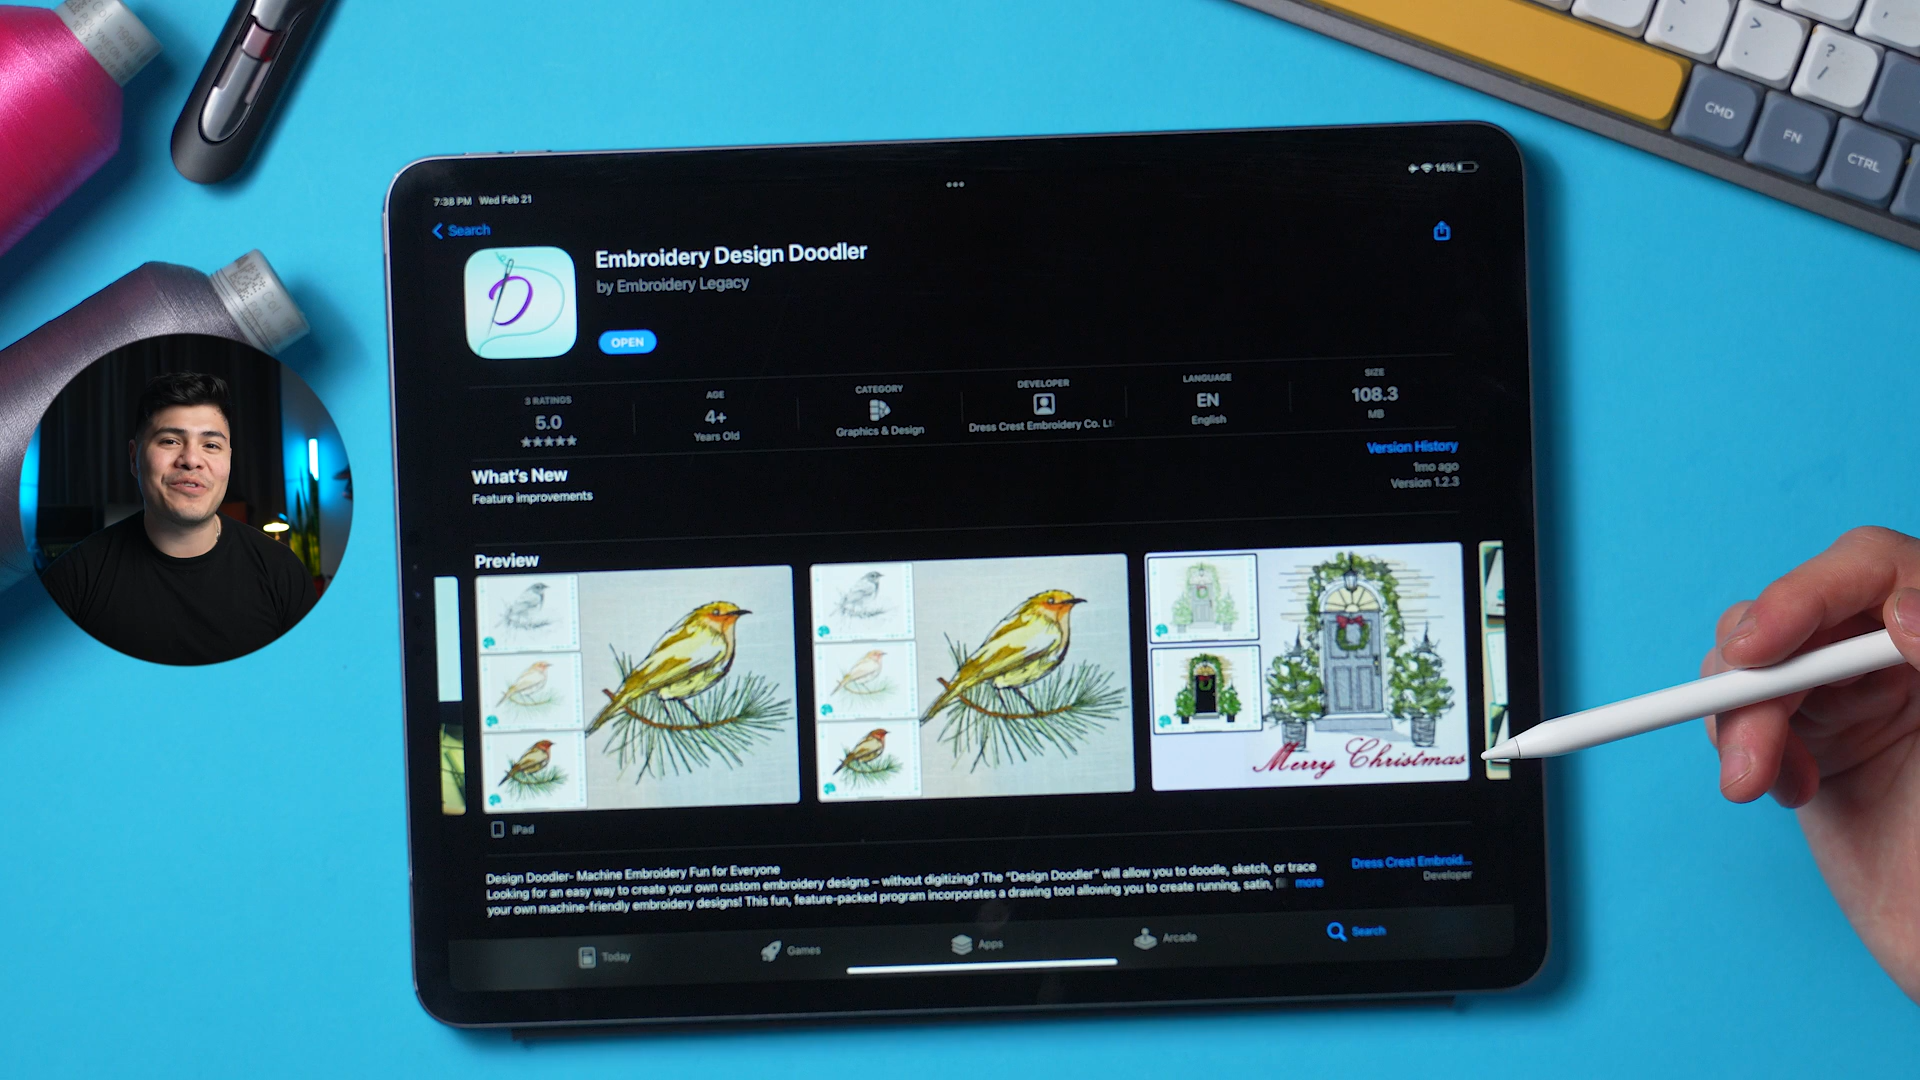 7:38 PM Wed Feb 21
14%
Search
Embroidery Design Doodler
by Embroidery Legacy
OPEN
3 RATINGS
5.0
AGE
4+
Years Old
CATEGORY
Graphics & Design
DEVELOPER
Dress Crest Embroidery Co. Lt
LANGUAGE
EN
English
SIZE
108.3
MB
What's New
Feature improvements
Version History
1mo ago
Version 1.2.3
Preview
Merry Christmas
iPad
Design Doodler- Machine Embroidery Fun for Everyone
Looking for an easy way to create your own custom embroidery designs – without digitizing? The "Design Doodler" will allow you to doodle, sketch, or trace
your own machine-friendly embroidery designs! This fun, feature-packed program incorporates a drawing tool allowing you to create running, satin, more
Dress Crest Embroid...
Developer
Today
Games
Apps
Arcade
Search
CMD
FN
CTRL
>
.
?
/